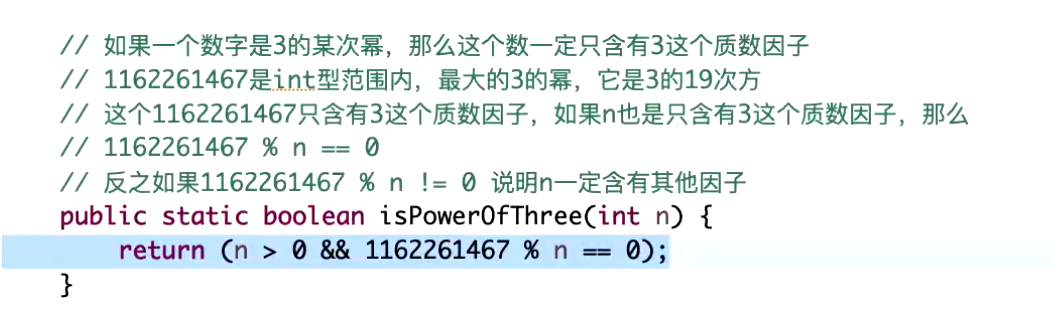 // 如果一个数字是3的某次幂，那么这个数一定只含有3这个质数因子
// 1162261467是int型范围内，最大的3的幂，它是3的19次方
// 这个1162261467只含有3这个质数因子，如果n也是只含有3这个质数因子，那么
// 1162261467 % n == 0
// 反之如果1162261467 % n != 0 说明n一定含有其他因子
public static boolean isPowerOfThree(int n) {
return (n > 0 && 1162261467 % n == 0);
}